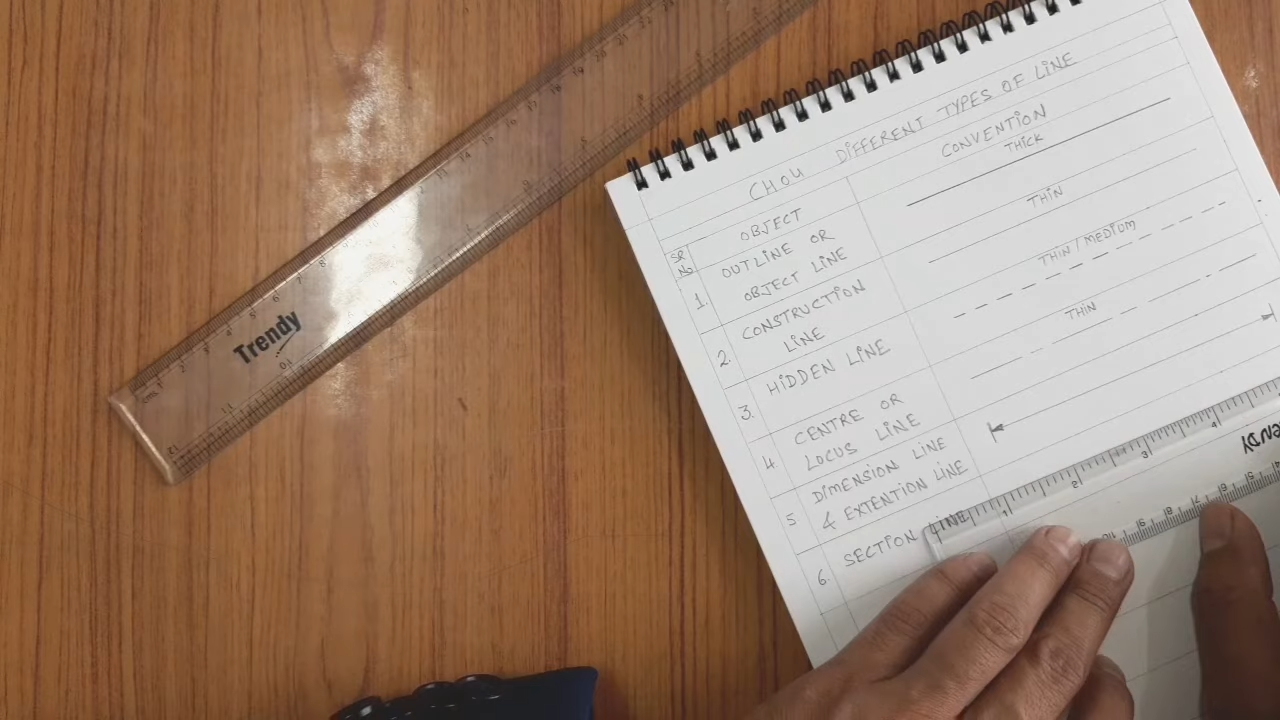 CHOU DIFFERENT TYPES OF LINE
SR No OBJECT CONVENTION
1. OUTLINE OR
OBJECT LINE
THICK
2. CONSTRUCTION
LINE
THIN
3. HIDDEN LINE
THIN / MEDIUM
4. CENTRE OR
LOCUS LINE
THIN
5 DIMENSION LINE
& EXTENTION LINE
6. SECTION LINE
Trendy
cms